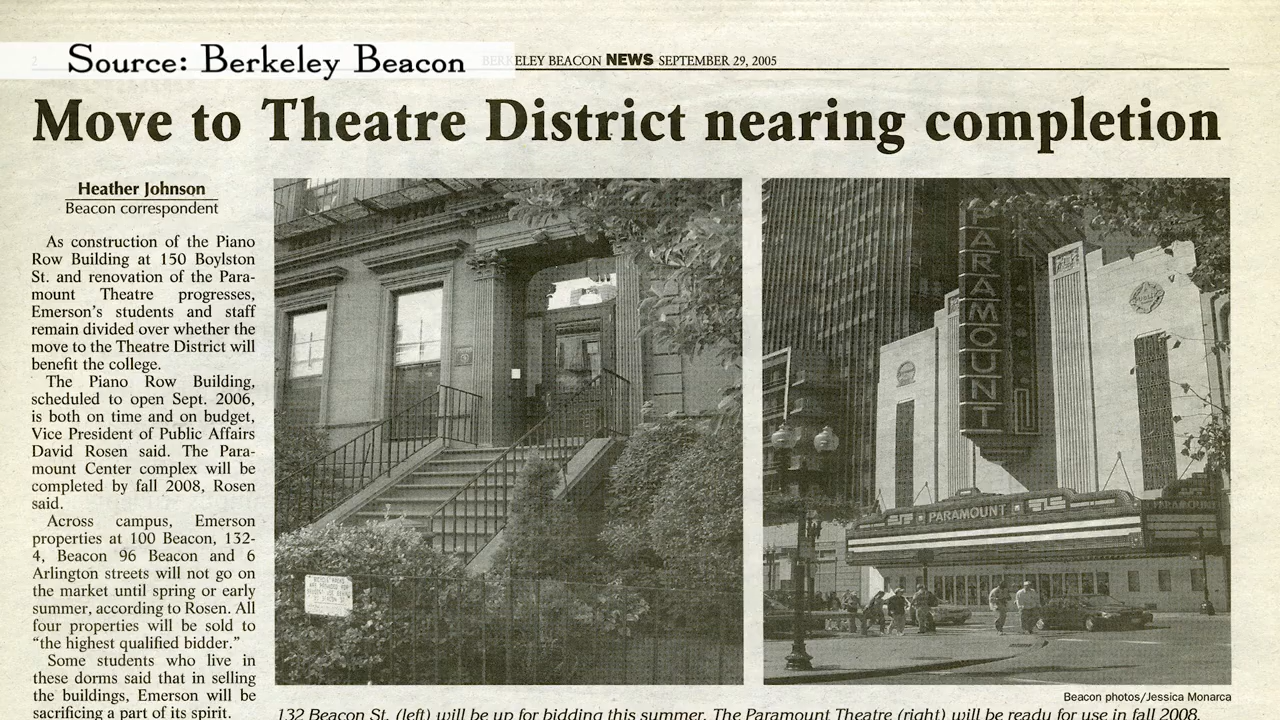 Source: Berkeley Beacon
2
BERKELEY BEACON NEWS SEPTEMBER 29, 2005
Move to Theatre District nearing completion
Heather Johnson
Beacon correspondent
As construction of the Piano
Row Building at 150 Boylston
St. and renovation of the Para-
mount Theatre progresses,
Emerson's students and staff
remain divided over whether the
move to the Theatre District will
benefit the college.
The Piano Row Building,
scheduled to open Sept. 2006,
is both on time and on budget,
Vice President of Public Affairs
David Rosen said. The Para-
mount Center complex will be
completed by fall 2008, Rosen
said.
Across campus, Emerson
properties at 100 Beacon, 132-
4, Beacon 96 Beacon and 6
Arlington streets will not go on
the market until spring or early
summer, according to Rosen. All
four properties will be sold to
“the highest qualified bidder.”
Some students who live in
these dorms said that in selling
the buildings, Emerson will be
sacrificing a part of its spirit.
PARAMOUNT
PARAMOUNT
PARAMOUNT
Beacon photos/Jessica Monarca
132 Beacon St. (left) will be up for bidding this summer. The Paramount Theatre (right) will be ready for use in fall 2008.